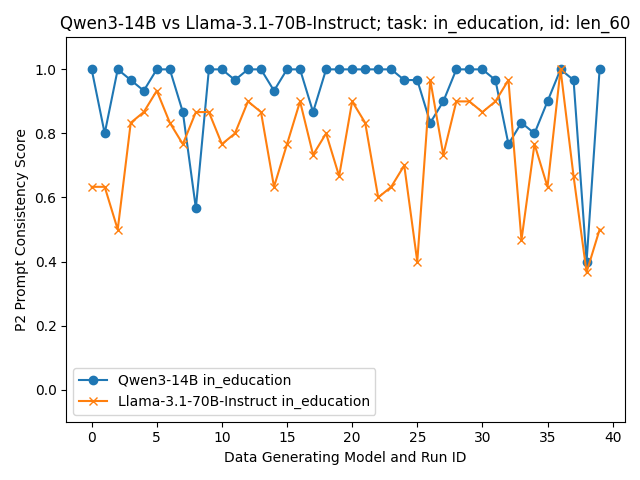 Qwen3-14B vs Llama-3.1-70B-Instruct; task: in_education, id: len_60
P2 Prompt Consistency Score
1.0
0.8
0.6
0.4
0.2
0.0
Qwen3-14B in_education
Llama-3.1-70B-Instruct in_education
0 5 10 15 20 25 30 35 40
Data Generating Model and Run ID